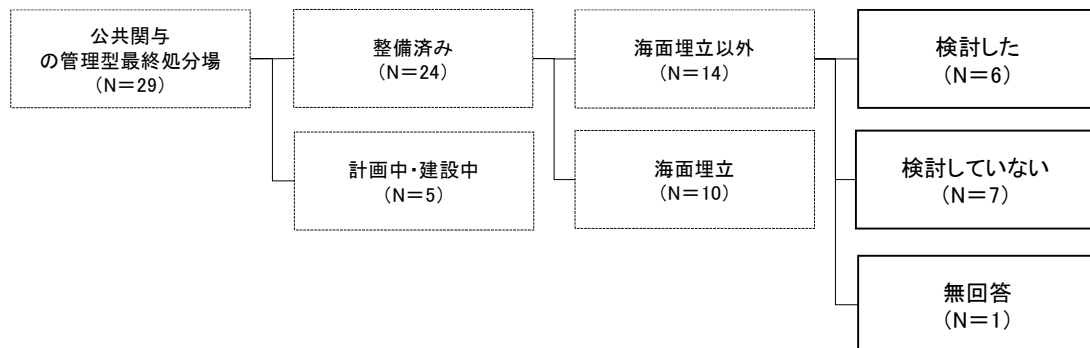 公共関与
の管理型最終処分場
(N=29)
整備済み
(N=24)
海面埋立以外
(N=14)
検討した
(N=6)
計画中・建設中
(N=5)
海面埋立
(N=10)
検討していない
(N=7)
無回答
(N=1)